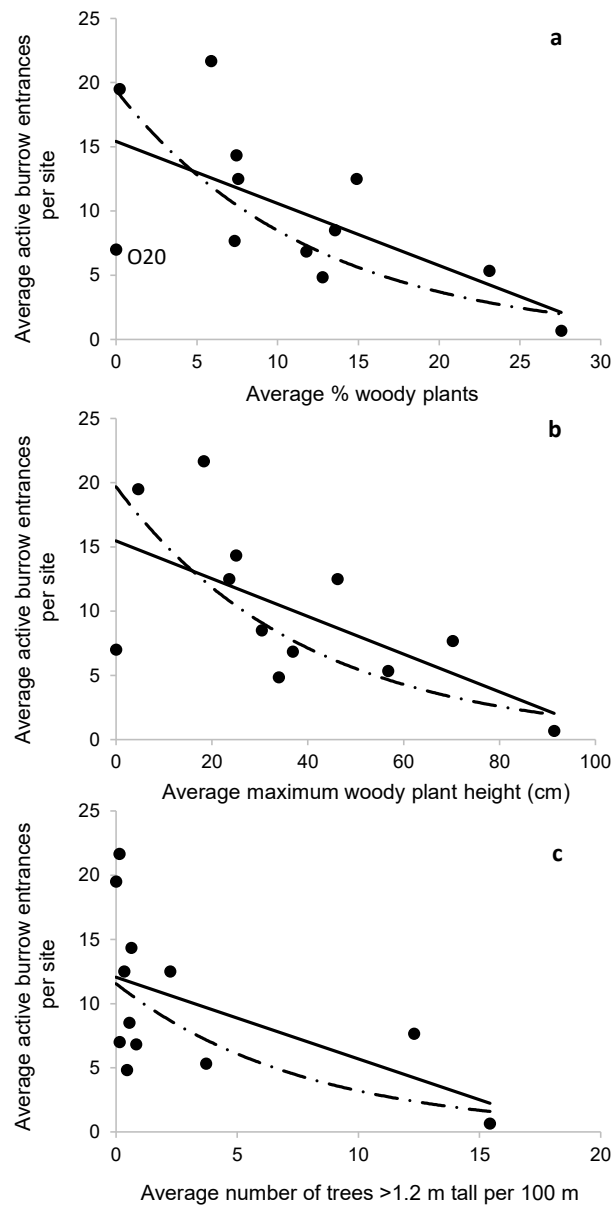 a
25
20
15
10
5
0
Average active burrow entrances
per site
O20
0 5 10 15 20 25 30
Average % woody plants
b
25
20
15
10
5
0
Average active burrow entrances
per site
0 20 40 60 80 100
Average maximum woody plant height (cm)
c
25
20
15
10
5
0
Average active burrow entrances
per site
0 5 10 15 20
Average number of trees >1.2 m tall per 100 m